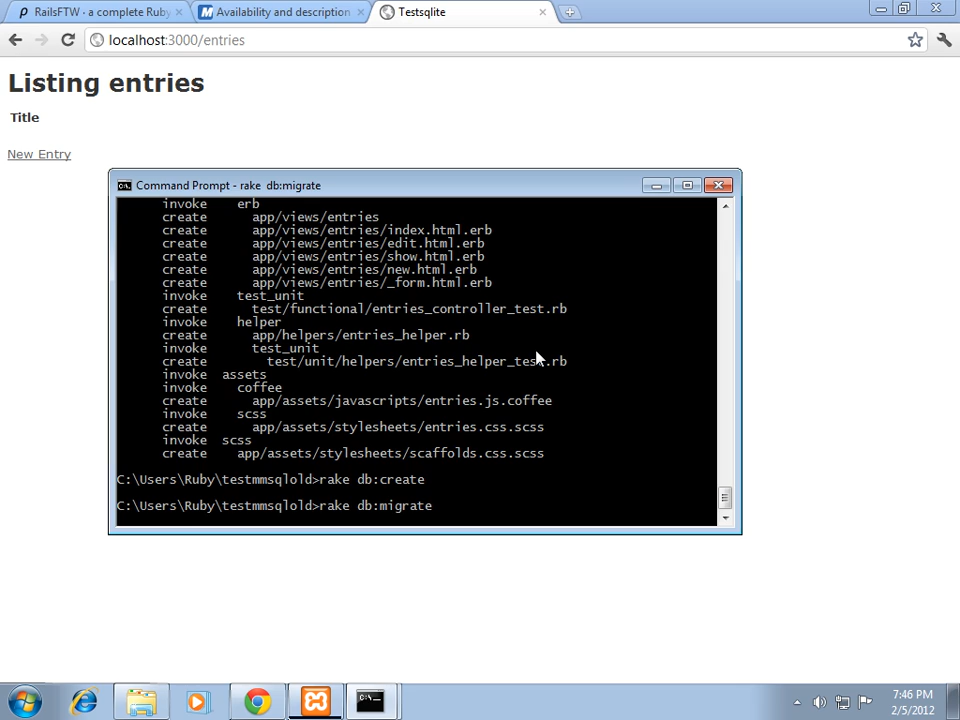 RailsFTW · a complete Ruby
Availability and description
Testsqlite
localhost:3000/entries
Listing entries
Title
New Entry
Command Prompt - rake db:migrate
invoke erb
create app/views/entries
create app/views/entries/index.html.erb
create app/views/entries/edit.html.erb
create app/views/entries/show.html.erb
create app/views/entries/new.html.erb
create app/views/entries/_form.html.erb
invoke test_unit
create test/functional/entries_controller_test.rb
invoke helper
create app/helpers/entries_helper.rb
invoke test_unit
create test/unit/helpers/entries_helper_test.rb
invoke assets
invoke coffee
create app/assets/javascripts/entries.js.coffee
invoke scss
create app/assets/stylesheets/entries.css.scss
invoke scss
create app/assets/stylesheets/scaffolds.css.scss
C:\Users\Ruby\testmmsqlold>rake db:create
C:\Users\Ruby\testmmsqlold>rake db:migrate
7:46 PM
2/5/2012